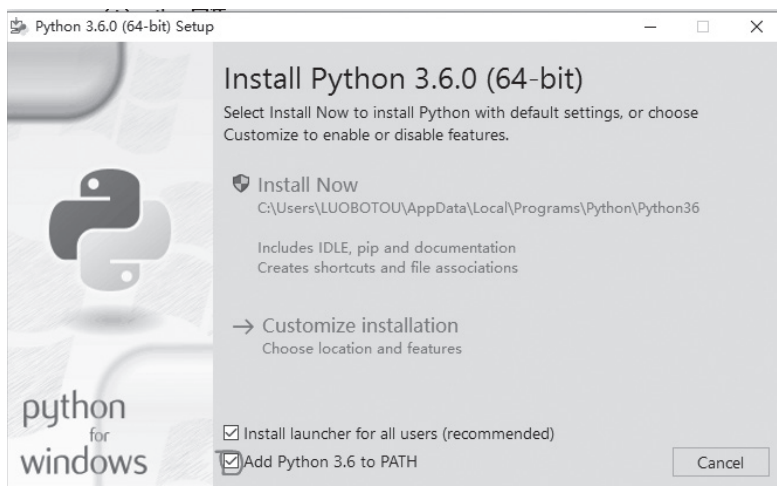 Python 3.6.0 (64-bit) Setup
Install Python 3.6.0 (64-bit)
Select Install Now to install Python with default settings, or choose
Customize to enable or disable features.
Install Now
C:\Users\LUOBOTOU\AppData\Local\Programs\Python\Python36
Includes IDLE, pip and documentation
Creates shortcuts and file associations
→ Customize installation
Choose location and features
python
for
windows
Install launcher for all users (recommended)
Add Python 3.6 to PATH
Cancel